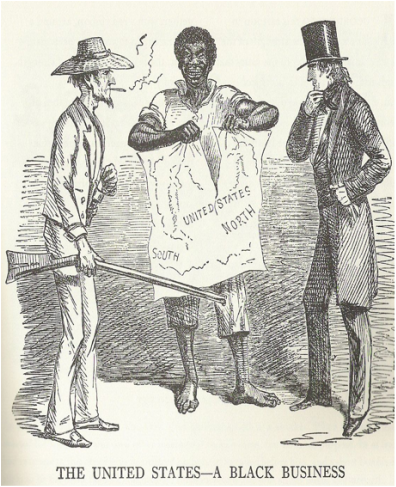 UNITED STATES
SOUTH
NORTH
THE UNITED STATES—A BLACK BUSINESS